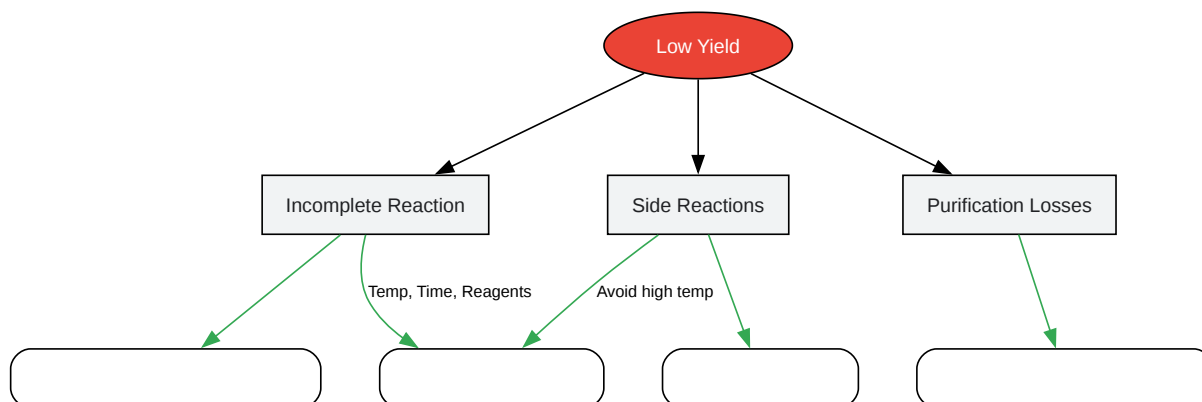 Low Yield
Incomplete Reaction
Side Reactions
Purification Losses
Temp, Time, Reagents
Avoid high temp